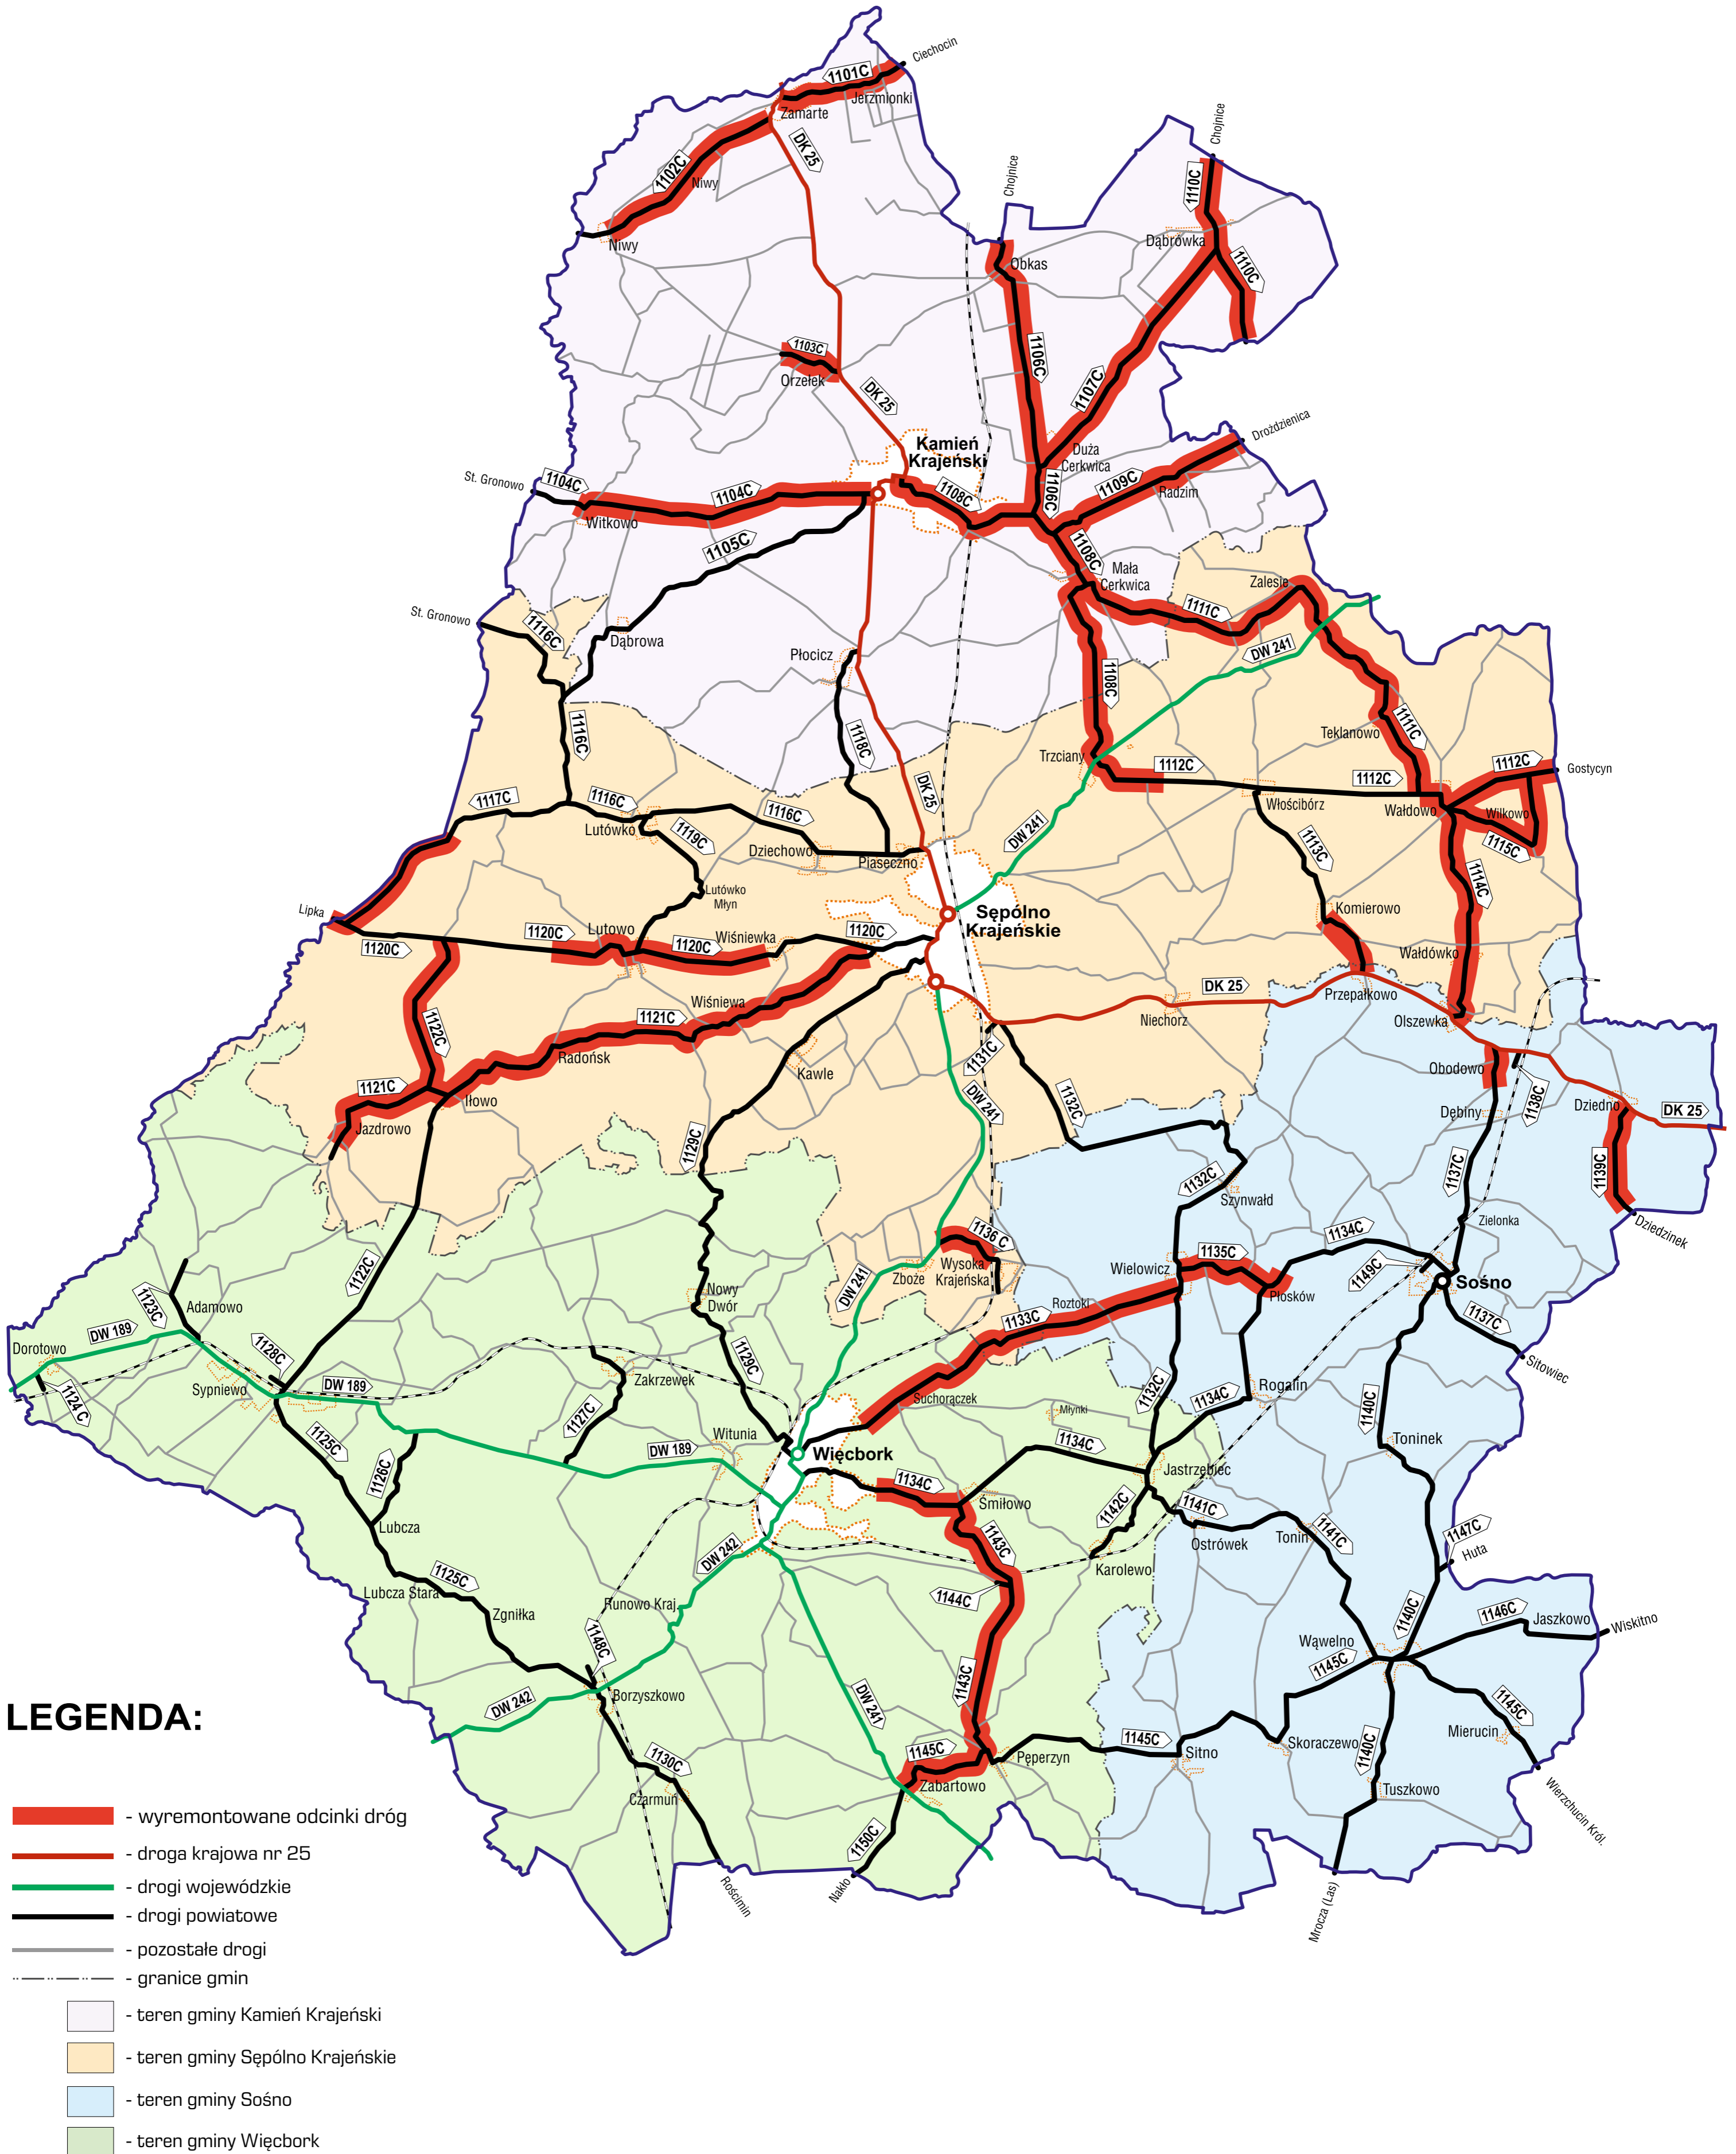 Ciechocin
1101C
Jerzmionki
Zamarte
DK 25
1102C
Niwy
Niwy
Chojnice
Chojnice
1110C
Dąbrówka
1110C
Obkas
1106C
1103C
Orzełek
DK 25
1107C
Kamień
Krajeński
Duża
Cerkwica
Drożdzienica
St. Gronowo
1104C
1104C
1108C
1106C
1109C
Radzim
Witkowo
1105C
1108C
Mała
Cerkwica
Zalesie
1111C
St. Gronowo
1116C
Dąbrowa
Płocicz
DW 241
1108C
1116C
1118C
Teklanowo
1111C
Trzciany
1112C
1112C
1112C
Gostycyn
DK 25
1117C
1116C
Lutówko
1116C
1119C
Dziechowo
Piaseczno
DW 241
Włościbórz
Wałdowo
Wilkowo
1115C
1113C
1114C
Lutówko
Młyn
Lipka
Komierowo
Sępólno
Krajeńskie
1120C
1120C
Lutowo
1120C
Wiśniewka
1120C
Wałdówko
DK 25
Przepałkowo
Niechorz
Olszewka
Wiśniewa
1121C
1122C
Radońsk
Kawle
1131C
1132C
DW 241
Obodowo
1138C
Dębiny
Dziedno
DK 25
1121C
Iłowo
Jazdrowo
1129C
1137C
1139C
1132C
Szynwałd
Dziedzinek
Zielonka
1134C
1136 C
Wysoka
Krajeńska
Zboże
Wielowicz
1135C
Płosków
1149C
Sośno
1122C
1123C
Adamowo
Nowy
Dwór
DW 241
Roztoki
1133C
1137C
Sitowiec
DW 189
Dorotowo
1128C
1129C
1124 C
Sypniewo
DW 189
Zakrzewek
1127C
Suchorączek
1132C
1134C
Rogalin
1140C
Młynki
1125C
1126C
Witunia
DW 189
Więcbork
1134C
Toninek
1134C
Jastrzębiec
Śmiłowo
1142C
1141C
Lubcza
Ostrówek
Tonin
1141C
1147C
Huta
1143C
DW 242
Karolewo
1125C
Lubcza Stara
1144C
Zgniłka
Runowo Kraj.
1140C
1146C
Jaszkowo
Wiskitno
1148C
Wąwelno
1145C
1143C
Borzyszkowo
DW 242
DW 241
1145C
Mierucin
LEGENDA:
1130C
1145C
Pęperzyn
1145C
Sitno
Skoraczewo
1140C
Zabartowo
Czarmuń
Tuszkowo
Wierzchucin Król.
1150C
Nakło
Rościmin
Mrocza (Las)
- wyremontowane odcinki dróg
- droga krajowa nr 25
- drogi wojewódzkie
- drogi powiatowe
- pozostałe drogi
- granice gmin
- teren gminy Kamień Krajeński
- teren gminy Sępólno Krajeńskie
- teren gminy Sośno
- teren gminy Więcbork